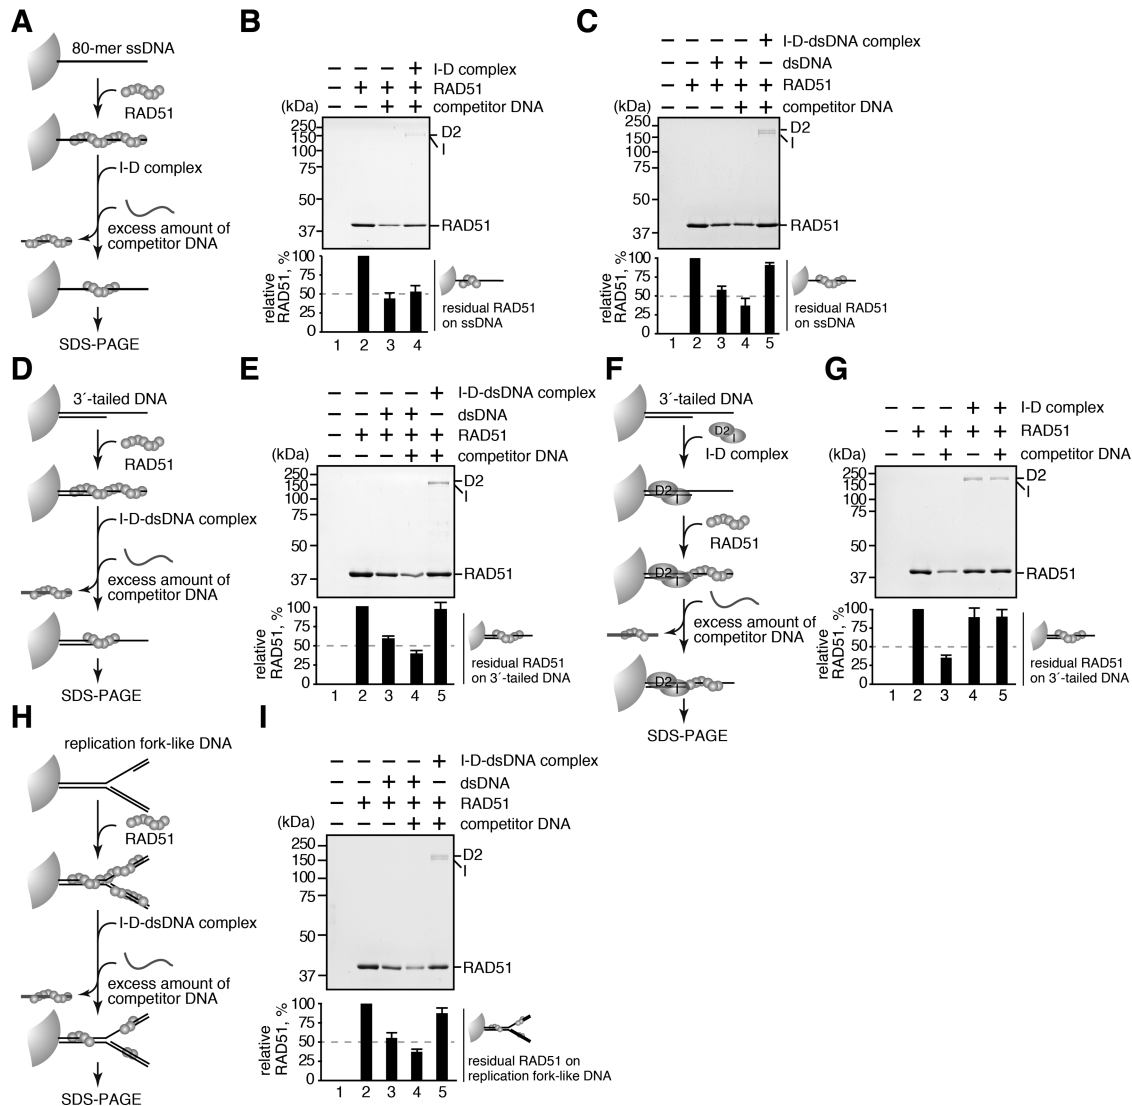 A
80-mer ssDNA
RAD51
I-D complex
excess amount of
competitor DNA
SDS-PAGE
B
– – – + I-D complex
– + + + RAD51
(kDa) – – + + competitor DNA
250
150
100
75
50
37
D2
I
RAD51
relative
RAD51, %
100
75
50
25
0
1 2 3 4
residual RAD51
on ssDNA
C
– – – – + I-D-dsDNA complex
– – + + – dsDNA
– + + + + RAD51
(kDa) – – – + + competitor DNA
250
150
100
75
50
37
D2
I
RAD51
relative
RAD51, %
100
75
50
25
0
1 2 3 4 5
residual RAD51
on ssDNA
D
3´-tailed DNA
RAD51
I-D-dsDNA complex
excess amount of
competitor DNA
SDS-PAGE
E
– – – – + I-D-dsDNA complex
– – + + – dsDNA
– + + + + RAD51
(kDa) – – – + + competitor DNA
250
150
100
75
50
37
D2
I
RAD51
relative
RAD51, %
100
75
50
25
0
1 2 3 4 5
residual RAD51
on 3´-tailed DNA
F
3´-tailed DNA
D2
I
I-D complex
D2
I
RAD51
D2
I
excess amount of
competitor DNA
D2
I
SDS-PAGE
G
– – – + + I-D complex
– + + + + RAD51
(kDa) – – + – + competitor DNA
250
150
100
75
50
37
D2
I
RAD51
relative
RAD51, %
100
75
50
25
0
1 2 3 4 5
residual RAD51
on 3´-tailed DNA
H
replication fork-like DNA
RAD51
I-D-dsDNA complex
excess amount of
competitor DNA
SDS-PAGE
I
– – – – + I-D-dsDNA complex
– – + + – dsDNA
– + + + + RAD51
(kDa) – – – + + competitor DNA
250
150
100
75
50
37
D2
I
RAD51
relative
RAD51, %
100
75
50
25
0
1 2 3 4 5
residual RAD51 on
replication fork-like DNA